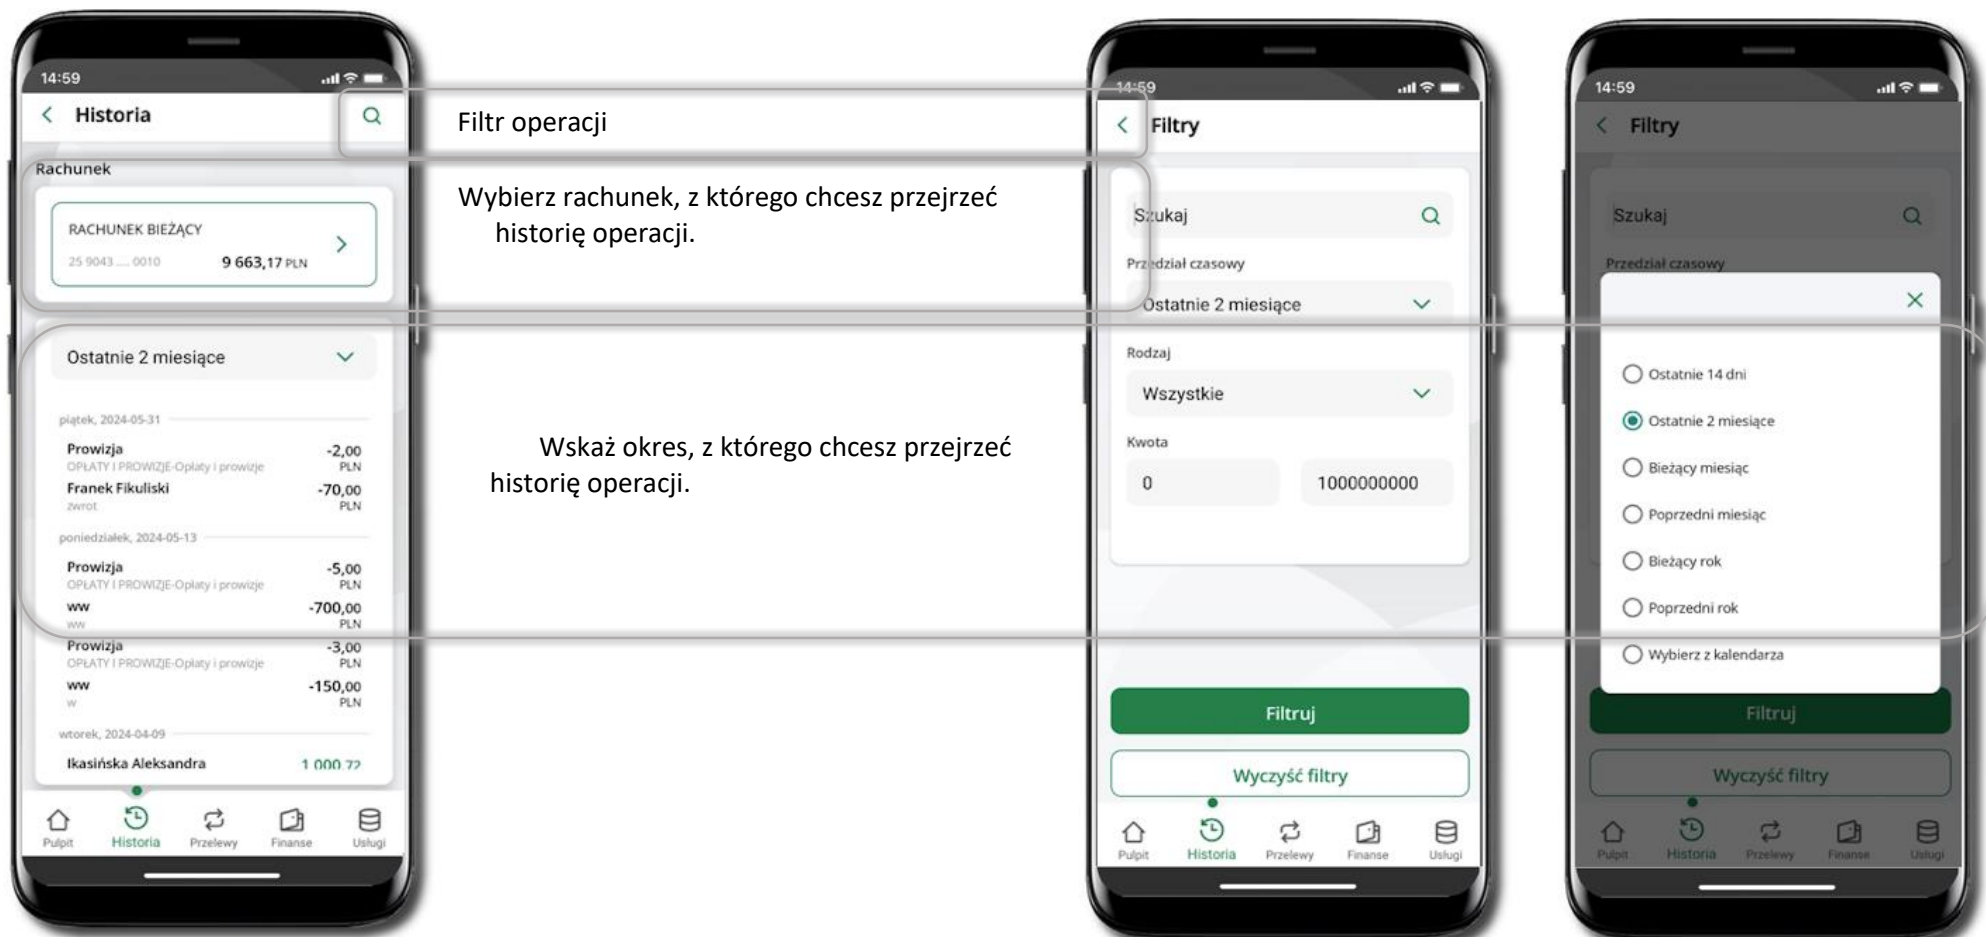 14:59
Historia
Rachunek
RACHUNEK BIEŻĄCY
25 9043 .... 0010 9 663,17 PLN
Ostatnie 2 miesiące
piątek, 2024-05-31
Prowizja -2,00
OPŁATY I PROWIZJE-Opłaty i prowizje PLN
Franek Fikuliski -70,00
zwrot PLN
poniedziałek, 2024-05-13
Prowizja -5,00
OPŁATY I PROWIZJE-Opłaty i prowizje PLN
ww -700,00
ww PLN
Prowizja -3,00
OPŁATY I PROWIZJE-Opłaty i prowizje PLN
ww -150,00
w PLN
wtorek, 2024-04-09
Ikasińska Aleksandra 1 000,72
Pulpit Historia Przelewy Finanse Usługi
Filtr operacji
Wybierz rachunek, z którego chcesz przejrzeć
historię operacji.
Wskaż okres, z którego chcesz przejrzeć
historię operacji.
14:59
Filtry
Szukaj
Przedział czasowy
Ostatnie 2 miesiące
Rodzaj
Wszystkie
Kwota
0 1000000000
Filtruj
Wyczyść filtry
Pulpit Historia Przelewy Finanse Usługi
14:59
Filtry
Szukaj
Przedział czasowy
Ostatnie 14 dni
Ostatnie 2 miesiące
Bieżący miesiąc
Poprzedni miesiąc
Bieżący rok
Poprzedni rok
Wybierz z kalendarza
Filtruj
Wyczyść filtry
Pulpit Historia Przelewy Finanse Usługi